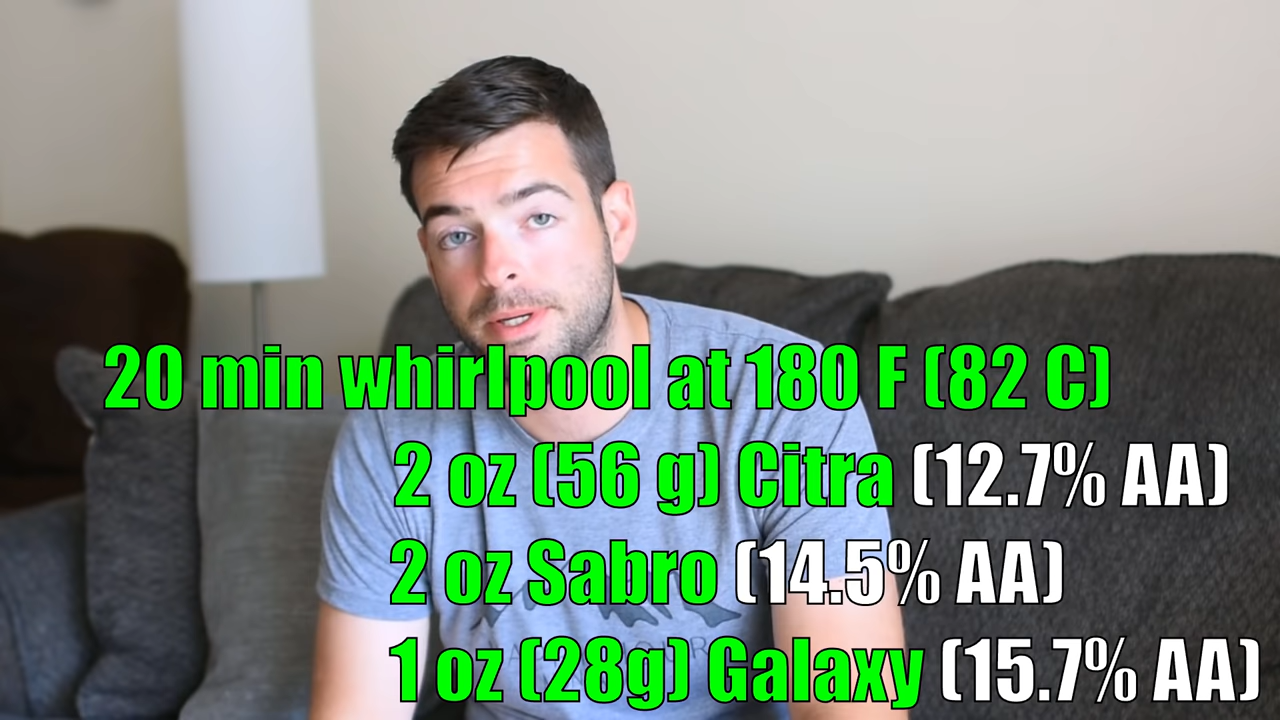 20 min whirlpool at 180 F (82 C)
2 oz (56 g) Citra (12.7% AA)
2 oz Sabro (14.5% AA)
1 oz (28g) Galaxy (15.7% AA)